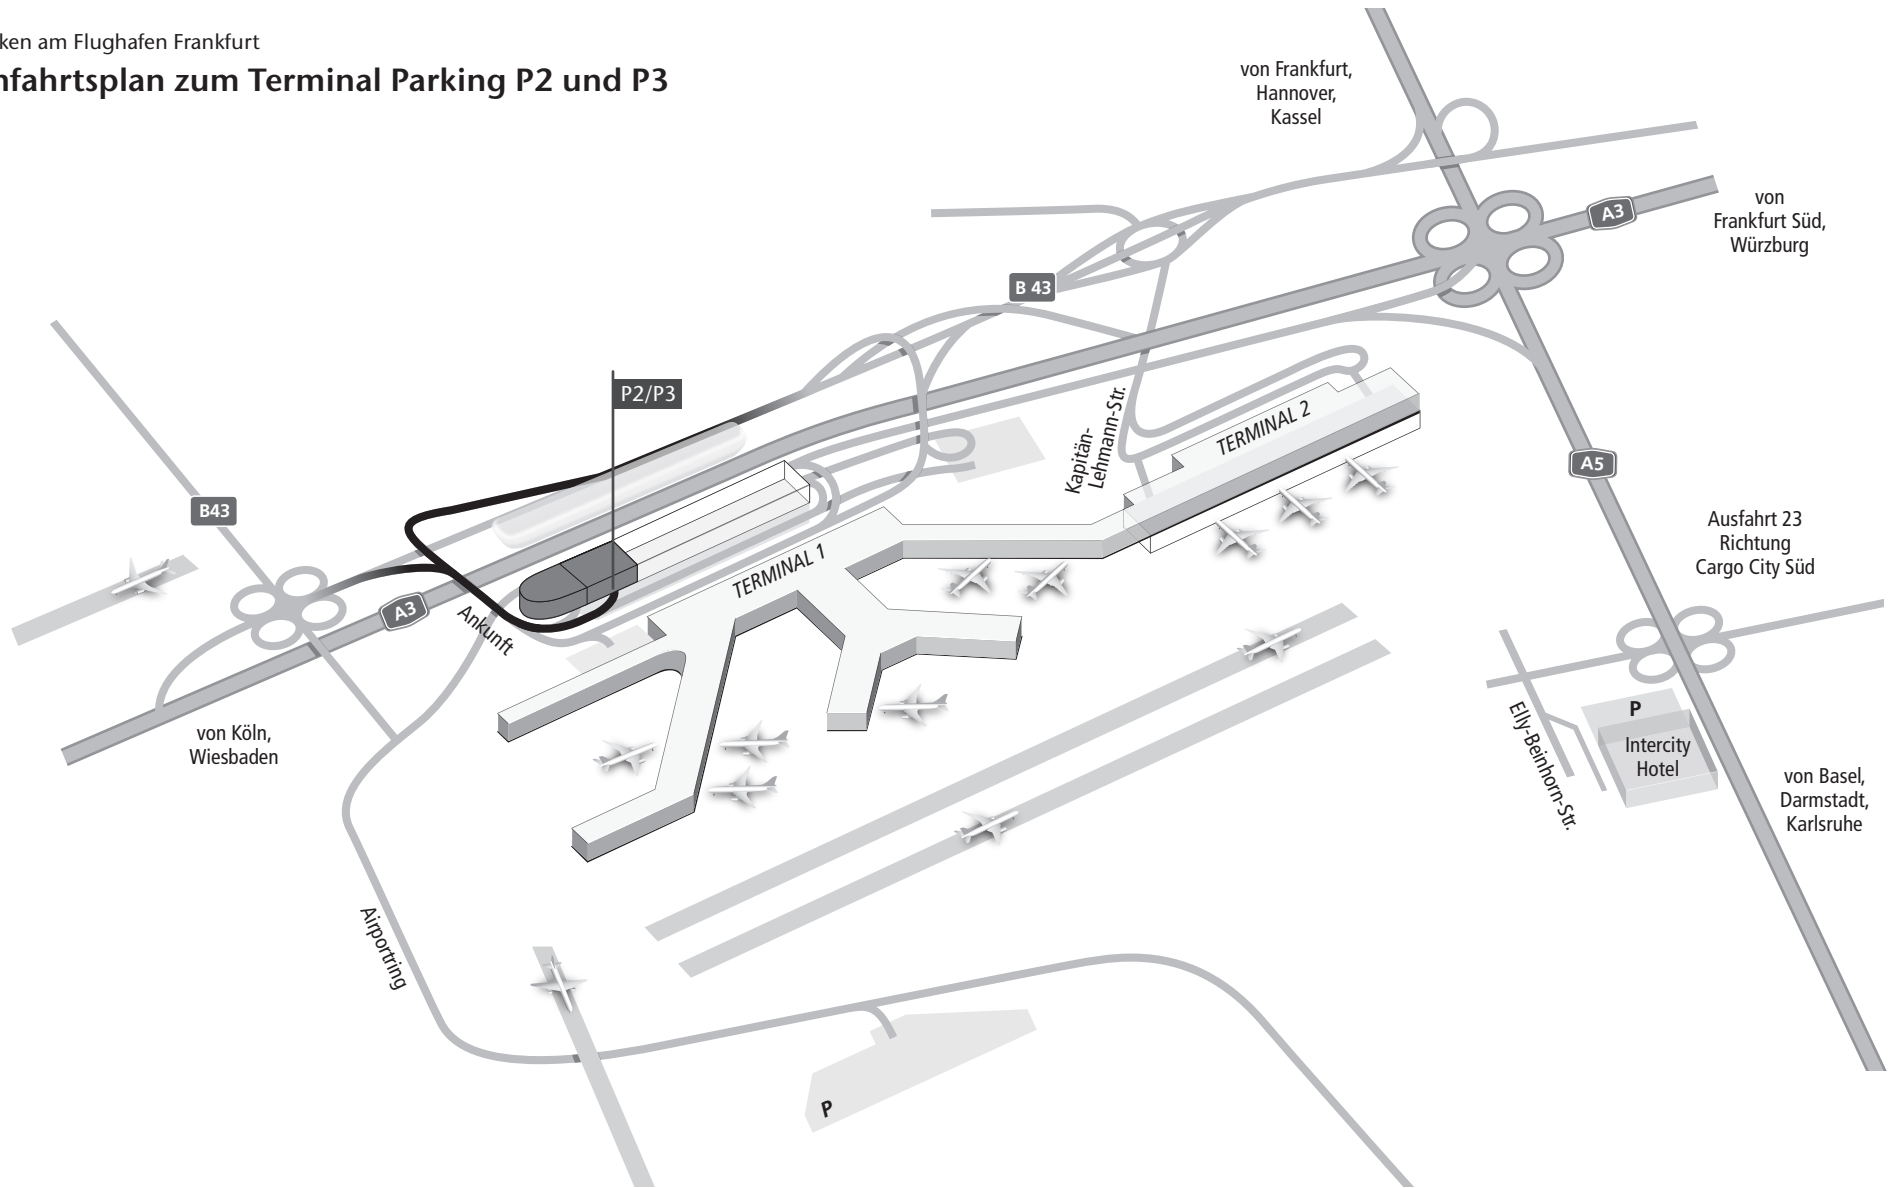 ken am Flughafen Frankfurt
nfahrtsplan zum Terminal Parking P2 und P3
von Frankfurt,
Hannover,
Kassel
A3
von
Frankfurt Süd,
Würzburg
B 43
P2/P3
Kapitän-
Lehmann-Str.
TERMINAL 2
A5
B43
Ausfahrt 23
Richtung
Cargo City Süd
TERMINAL 1
A3
Ankunft
von Köln,
Wiesbaden
Elly-Beinhorn-Str.
P
Intercity
Hotel
von Basel,
Darmstadt,
Karlsruhe
Airportring
P